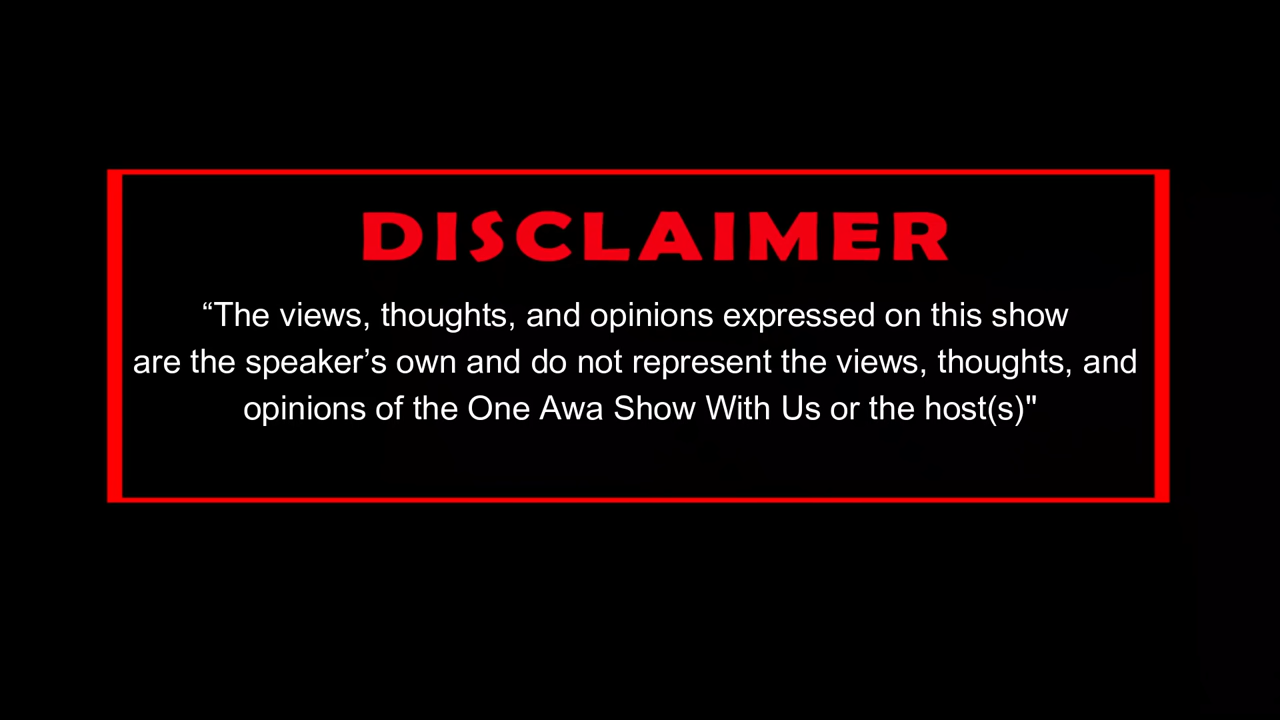 DISCLAIMER
“The views, thoughts, and opinions expressed on this show
are the speaker’s own and do not represent the views, thoughts, and
opinions of the One Awa Show With Us or the host(s)"